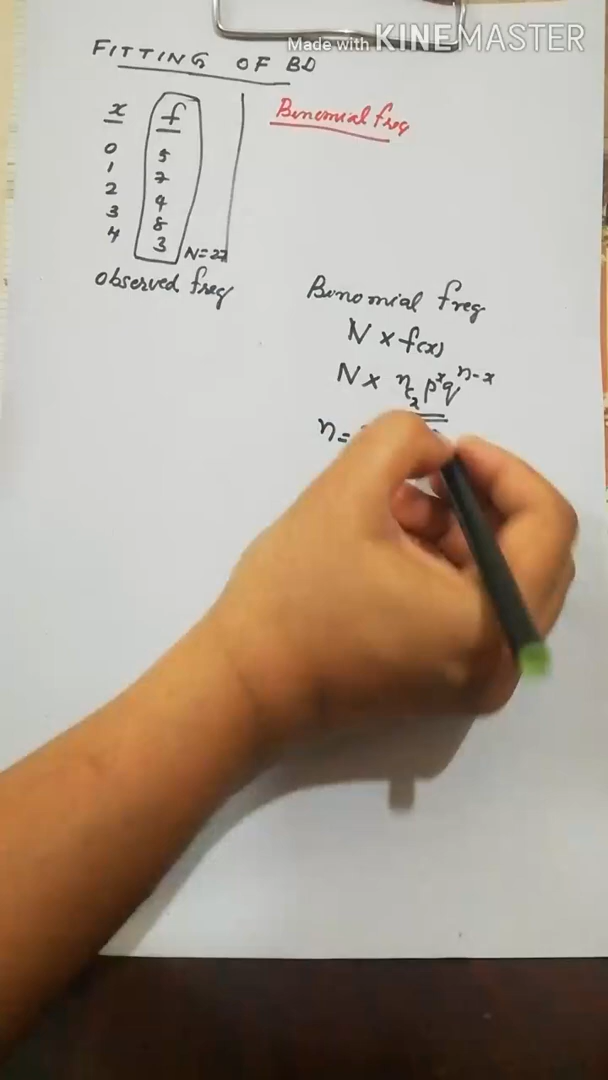 Made with KINEMASTER
FITTING OF BD
x f
0 5
1 7
2 4
3 8
4 3 N=27
observed freq
Binomial freq
Binomial freq
N × f(x)
N × nCx p^x q^n-x
n=